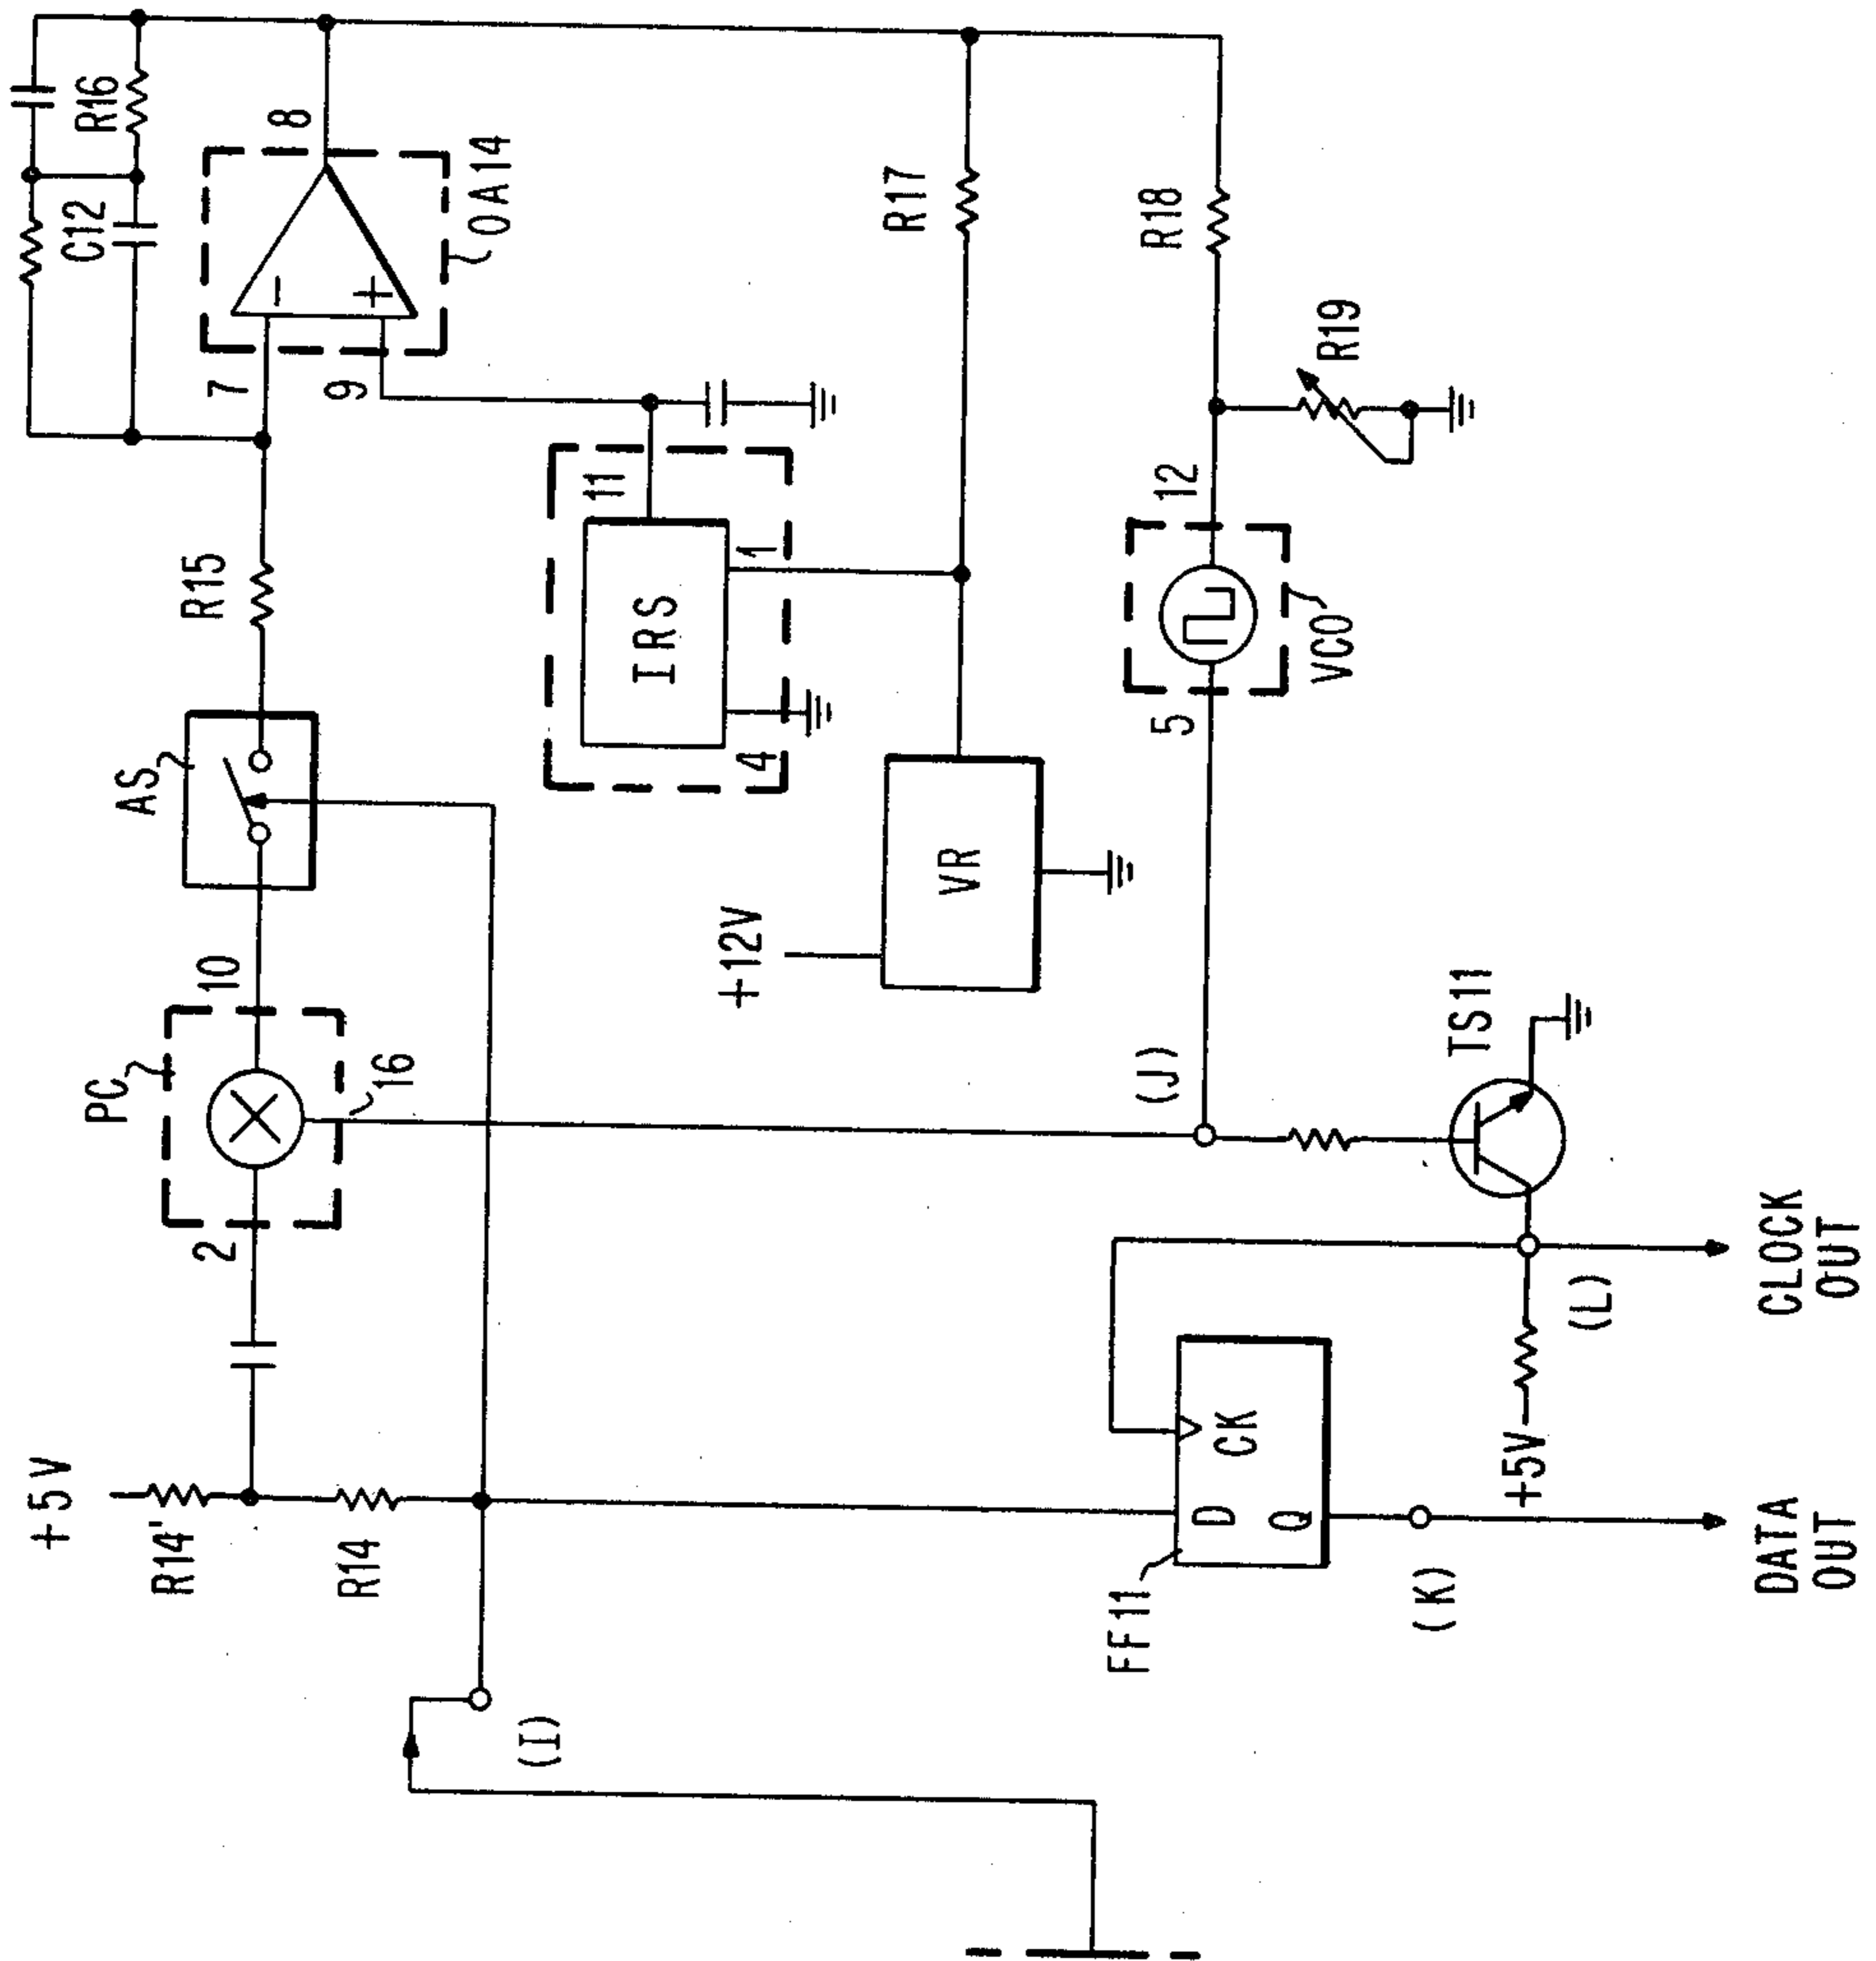 R16
C12
8
OA14
7
9
R15
AS
10
PC
16
2
+5V
R14'
R14
(I)
11
1
IRS
4
R17
VR
+12V
R18
R19
12
VCO
5
(J)
TS11
CLOCK
OUT
(L)
+5V
CK
D
Q
FF11
(K)
DATA
OUT